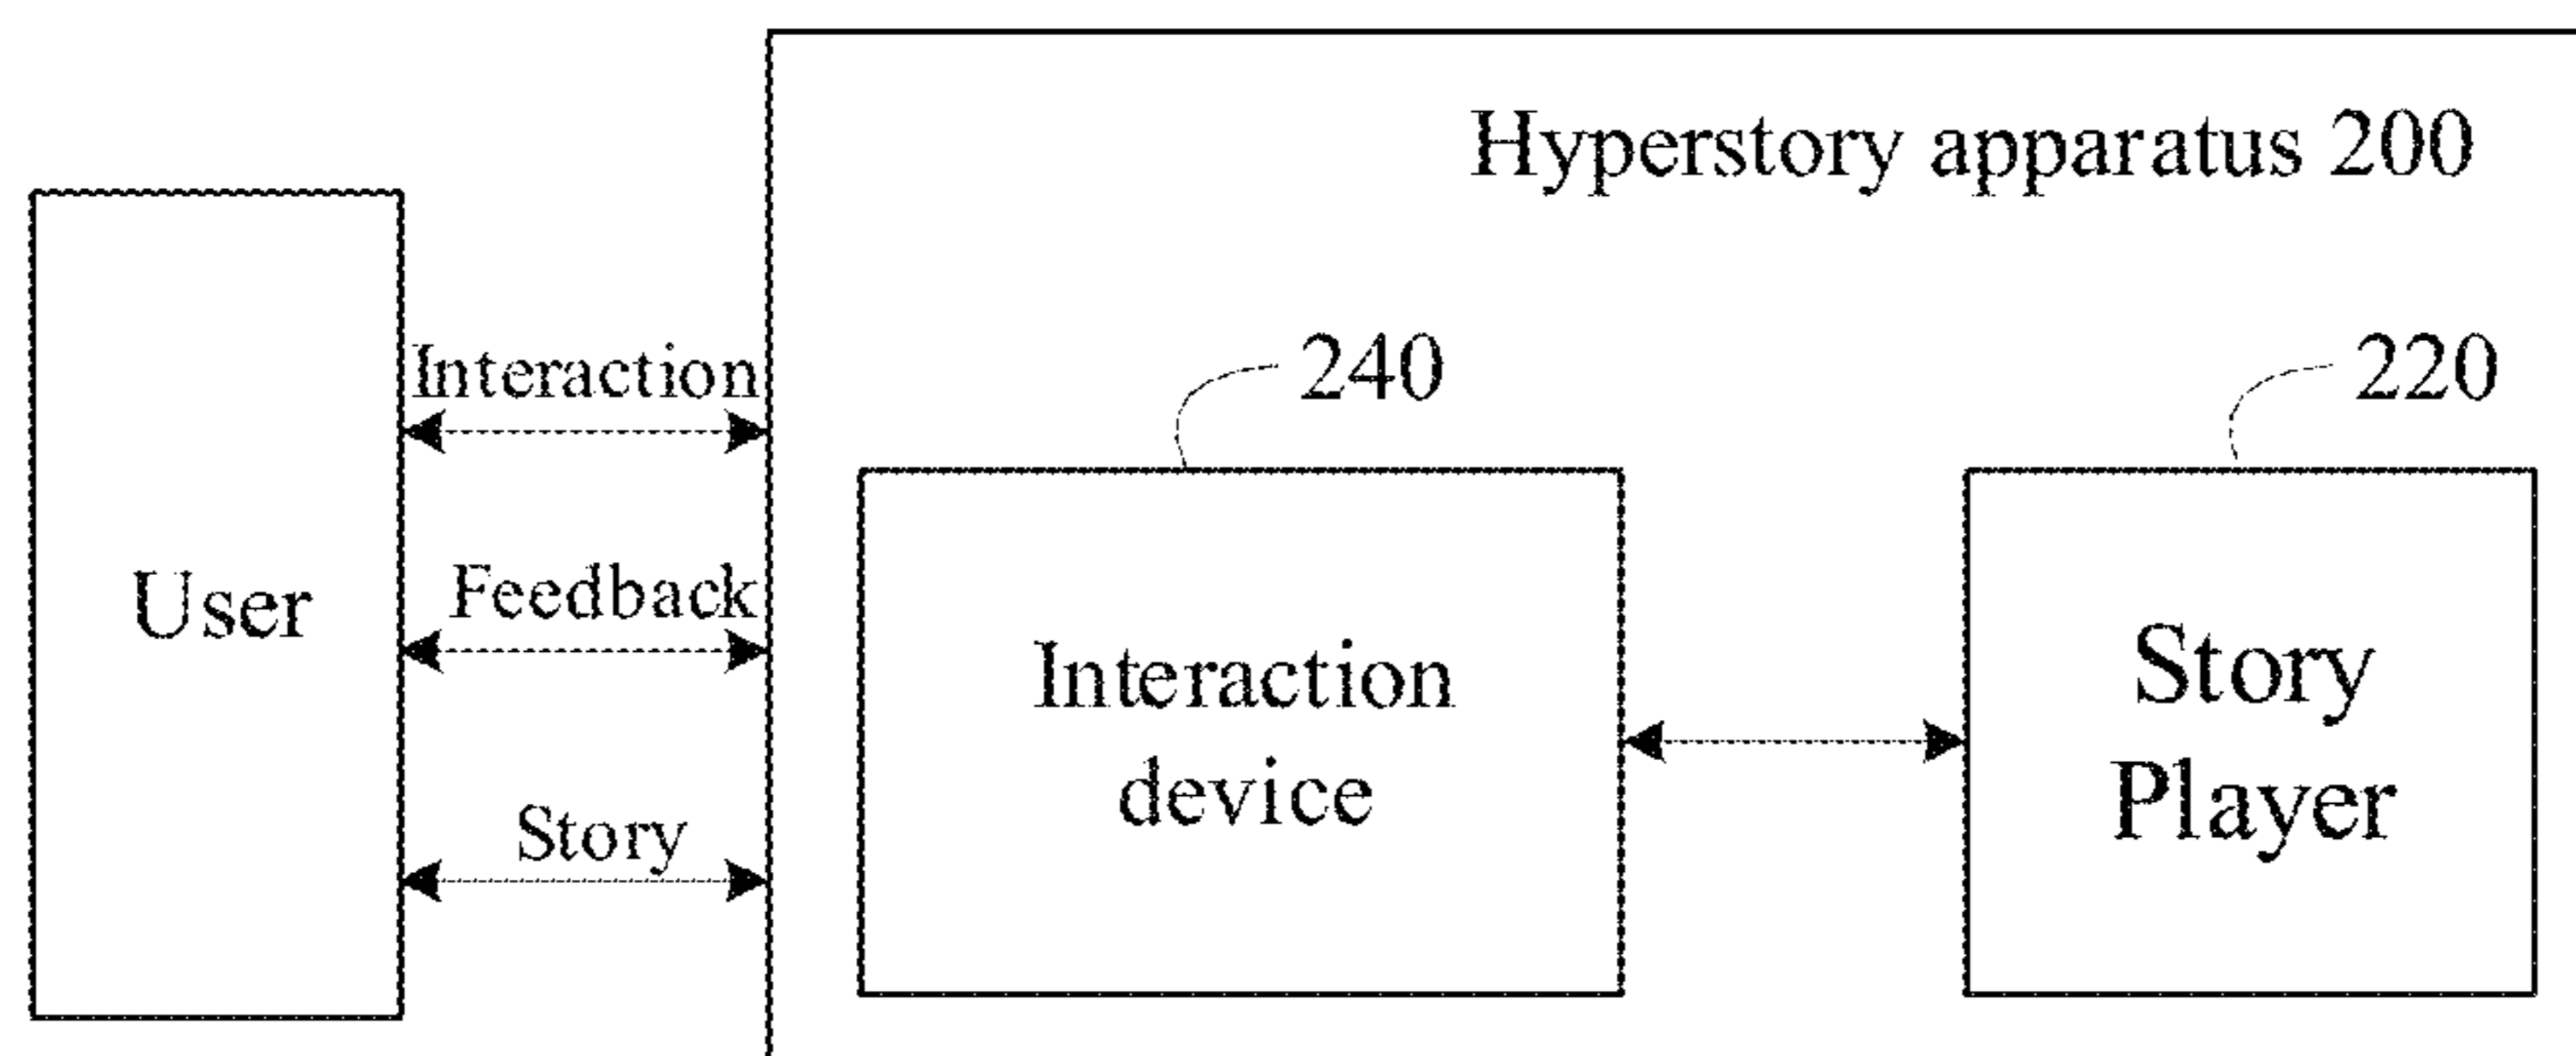 Hyperstory apparatus 200
Interaction
240
220
User
Feedback
Interaction
device
Story
Player
Story